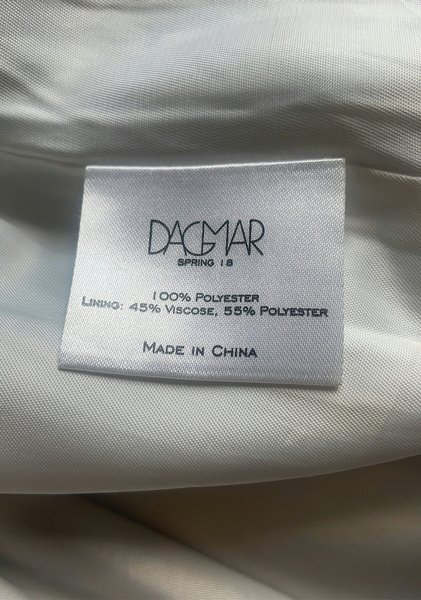 DAGMAR
SPRING 18
100% POLYESTER
LINING: 45% VISCOSE, 55% POLYESTER
MADE IN CHINA